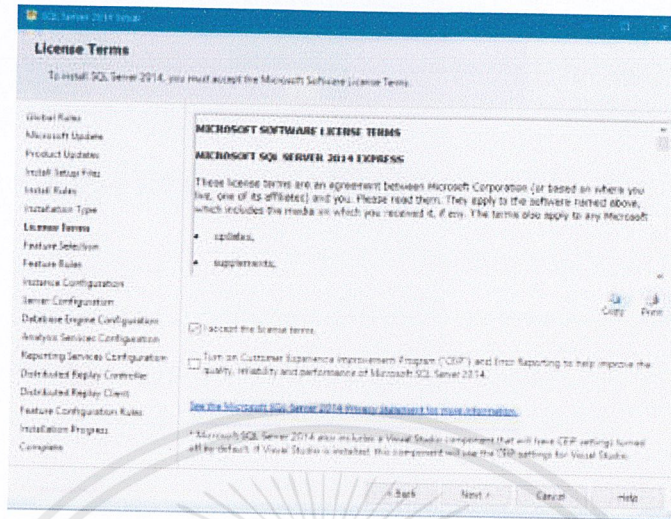 SQL Server 2014 Setup
License Terms
To install SQL Server 2014, you must accept the Microsoft Software License Terms.
Global Rules
Microsoft Update
Product Updates
Install Setup Files
Install Rules
Installation Type
License Terms
Feature Selection
Feature Rules
Instance Configuration
Server Configuration
Database Engine Configuration
Analysis Services Configuration
Reporting Services Configuration
Distributed Replay Controller
Distributed Replay Client
Feature Configuration Rules
Installation Progress
Complete
MICROSOFT SOFTWARE LICENSE TERMS
MICROSOFT SQL SERVER 2014 EXPRESS
These license terms are an agreement between Microsoft Corporation (or based on where you
live, one of its affiliates) and you. Please read them. They apply to the software named above,
which includes the media on which you received it, if any. The terms also apply to any Microsoft
• updates,
• supplements,
Copy Print
I accept the license terms.
Turn on Customer Experience Improvement Program ("CEIP") and Error Reporting to help improve the
quality, reliability and performance of Microsoft SQL Server 2014.
See the Microsoft SQL Server 2014 Privacy Statement for more information.
* Microsoft SQL Server 2014 also includes a Visual Studio component that will have CEIP settings turned
off by default. If Visual Studio is installed, this component will use the CEIP settings for Visual Studio.
< Back Next > Cancel Help